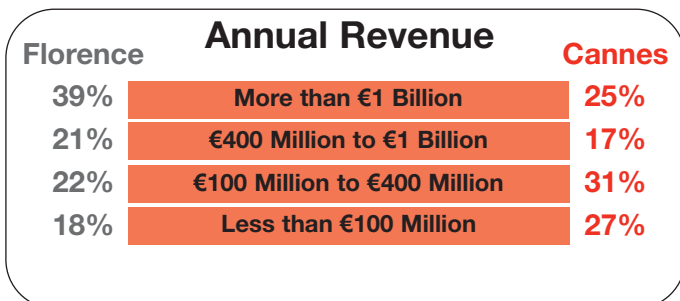 Annual Revenue
Florence Cannes
39% More than €1 Billion 25%
21% €400 Million to €1 Billion 17%
22% €100 Million to €400 Million 31%
18% Less than €100 Million 27%